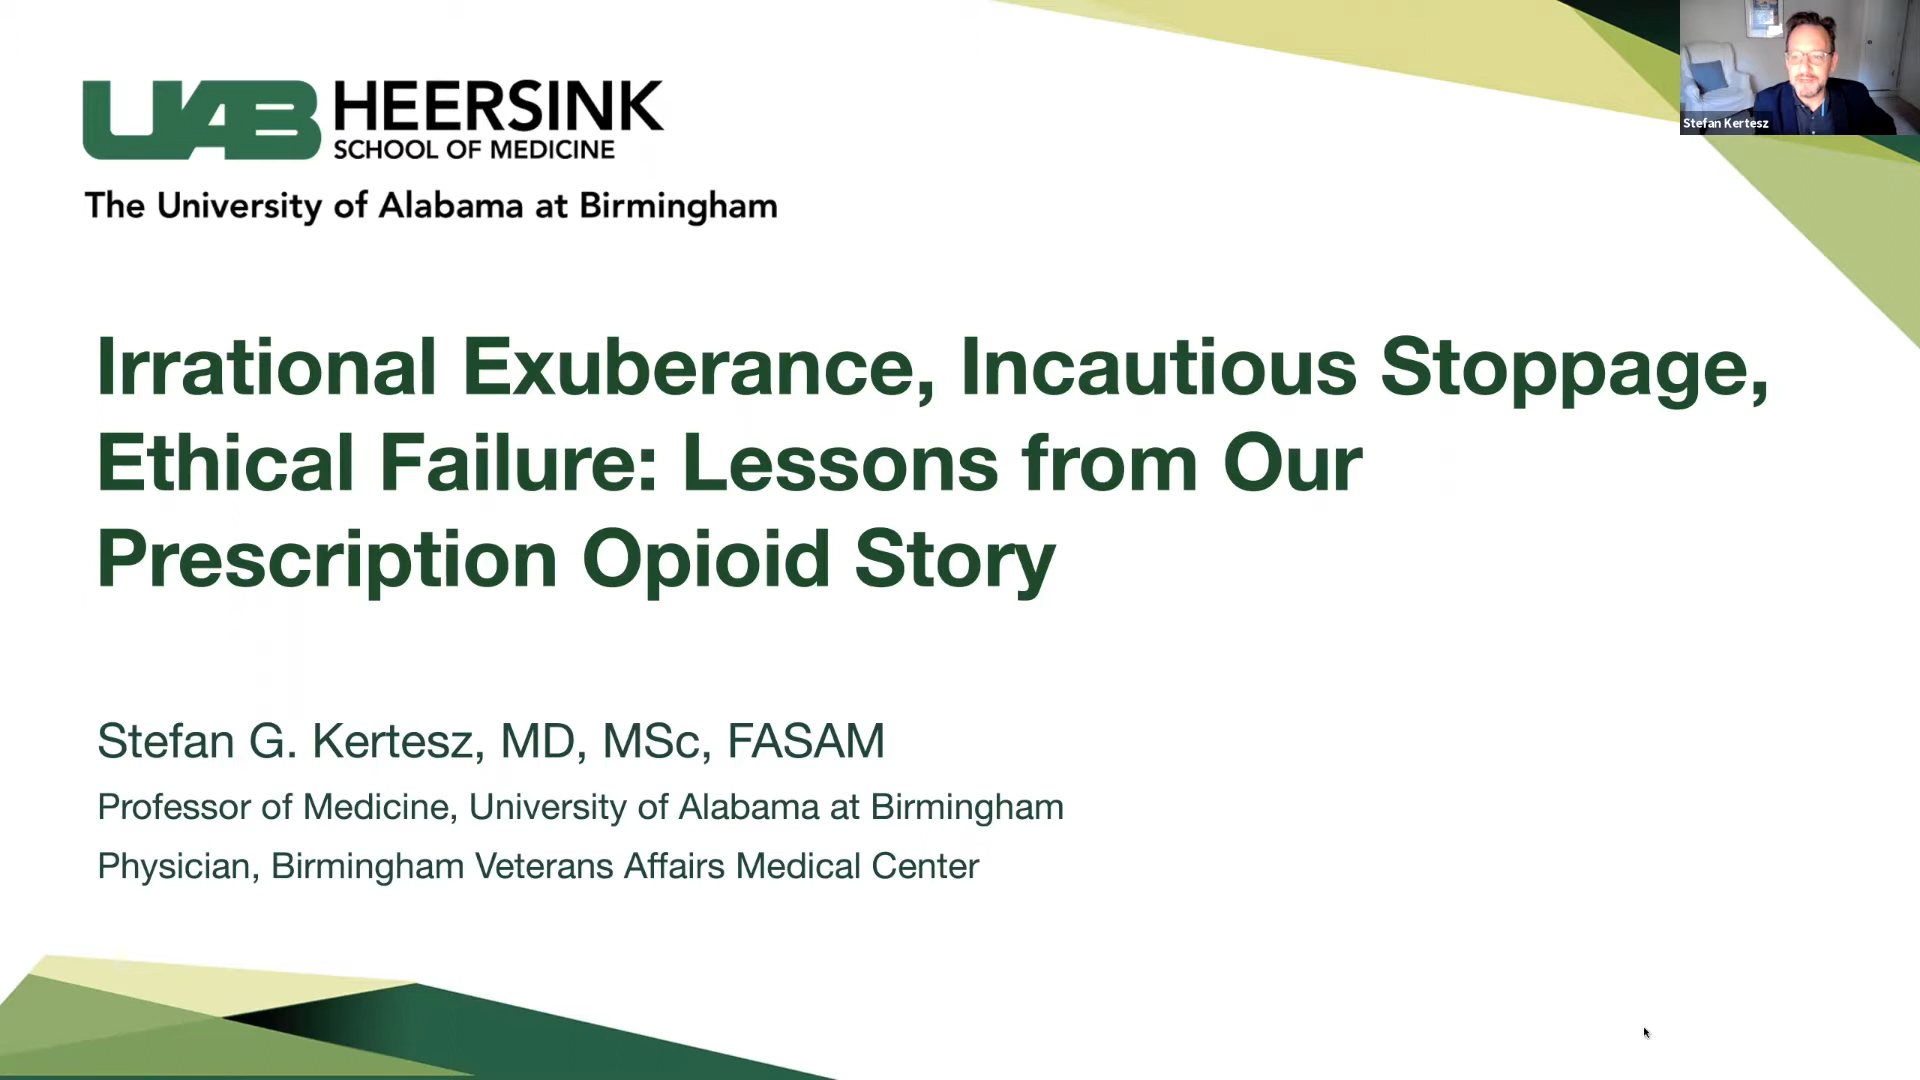 UAB HEERSINK
SCHOOL OF MEDICINE
The University of Alabama at Birmingham
Stefan Kertesz
Irrational Exuberance, Incautious Stoppage,
Ethical Failure: Lessons from Our
Prescription Opioid Story
Stefan G. Kertesz, MD, MSc, FASAM
Professor of Medicine, University of Alabama at Birmingham
Physician, Birmingham Veterans Affairs Medical Center